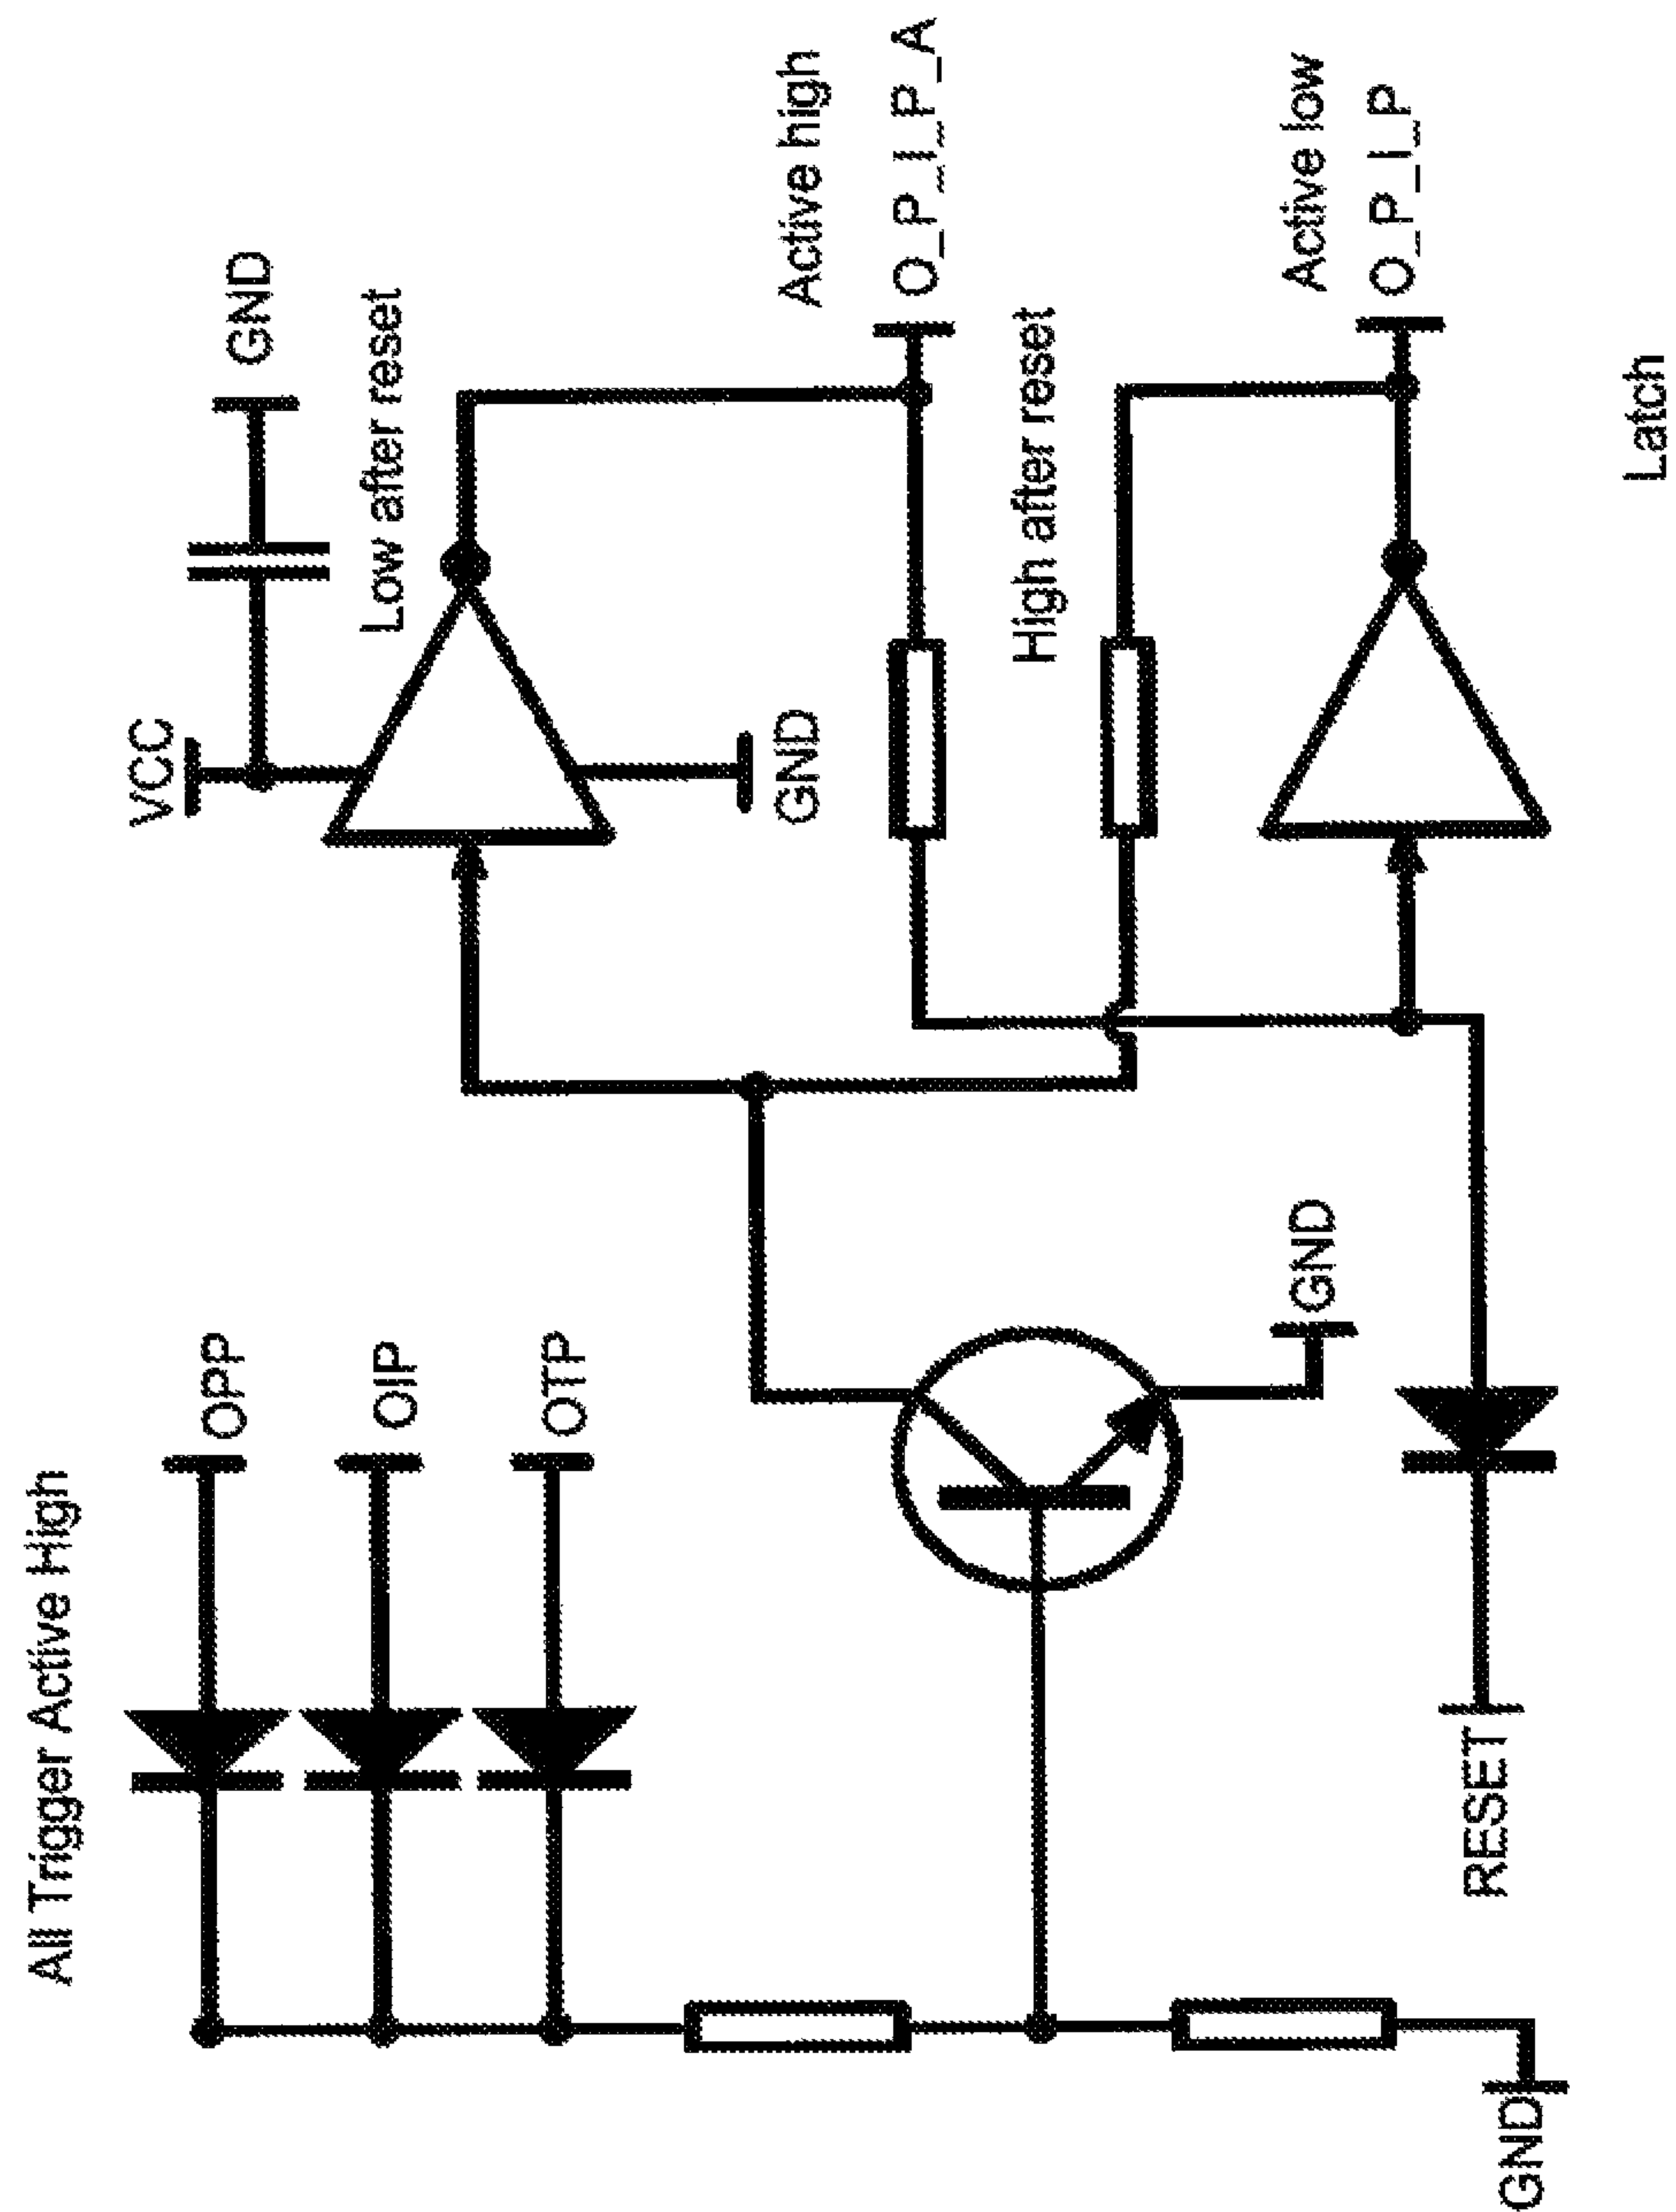 All Trigger Active High
OPP
OIP
OTP
VCC
GND
Low after reset
GND
Active high
O_P_I_P_A
High after reset
Active low
O_P_I_P
GND
RESET
GND
Latch